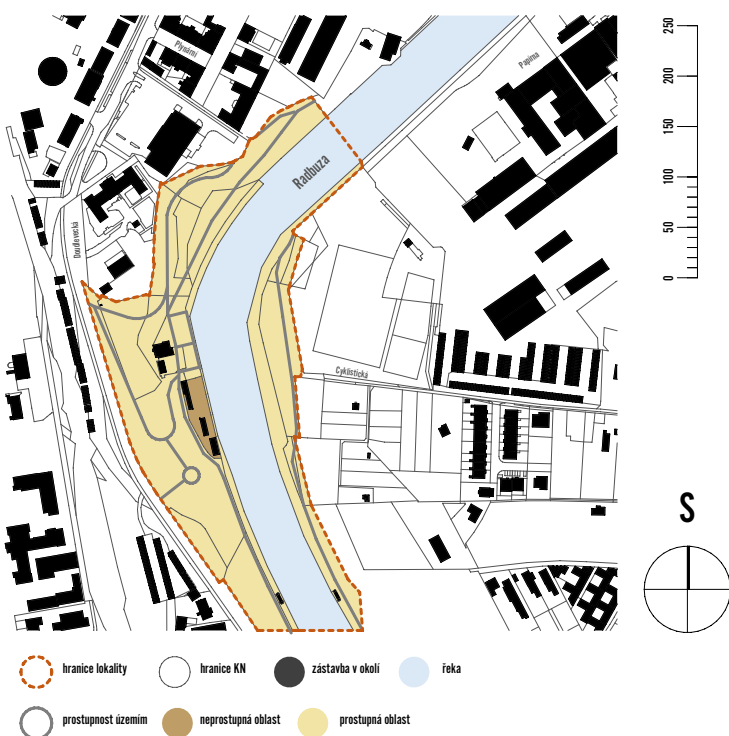 Plynární
Papírna
Radbuza
Doudlevecká
Cyklistická
250
200
150
100
50
0
S
hranice lokality
hranice KN
zástavba v okolí
řeka
prostupnost územím
neprostupná oblast
prostupná oblast